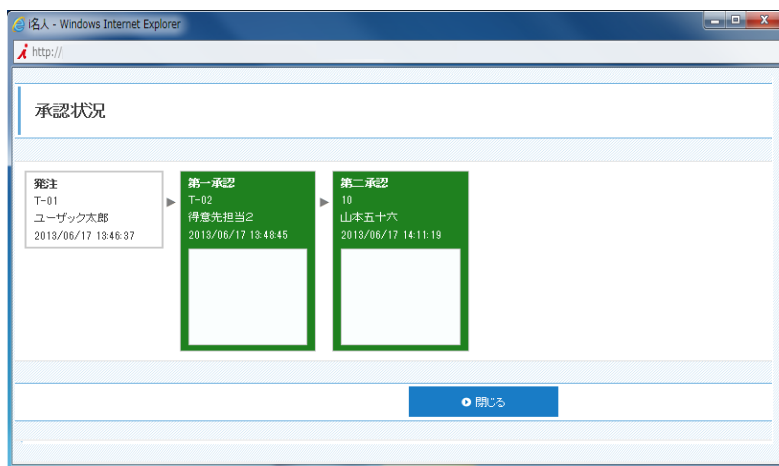 i名人 - Windows Internet Explorer
http://
承認状況
発注
T-01
ユーザック太郎
2013/06/17 13:46:37
第一承認
T-02
得意先担当2
2013/06/17 13:48:45
第二承認
10
山本五十六
2013/06/17 14:11:19
閉じる